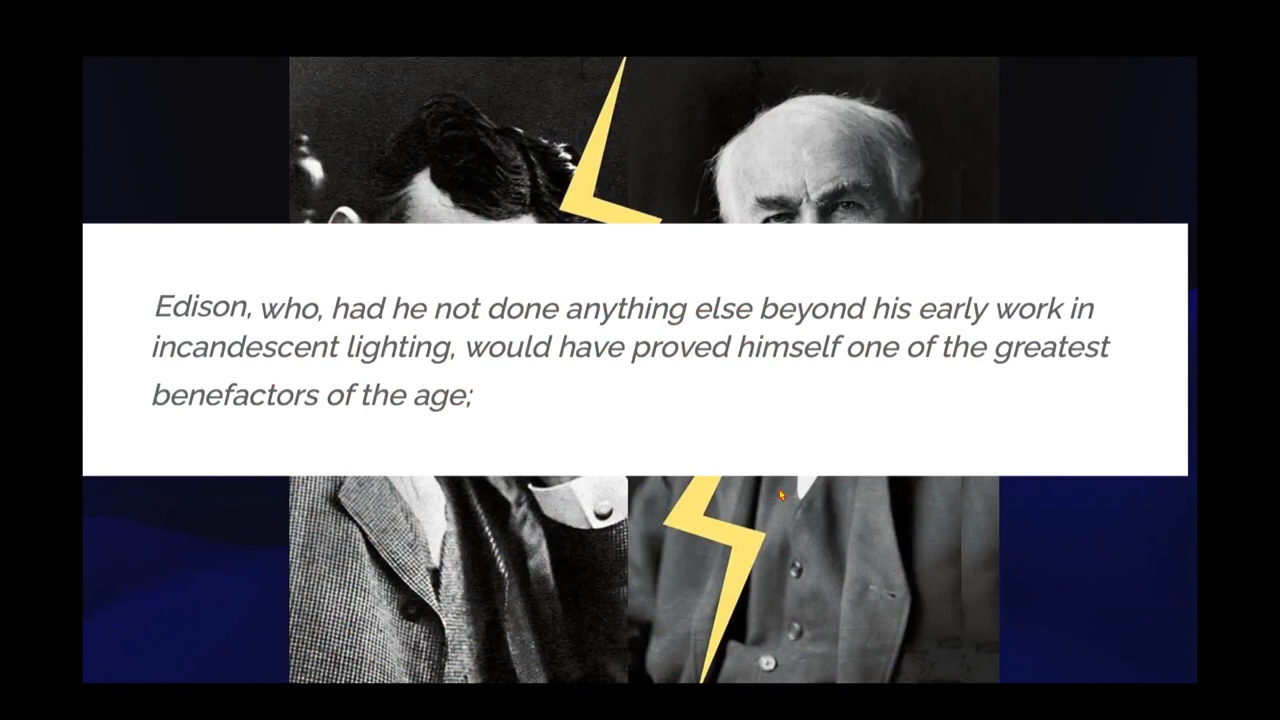 Edison, who, had he not done anything else beyond his early work in
incandescent lighting, would have proved himself one of the greatest
benefactors of the age;